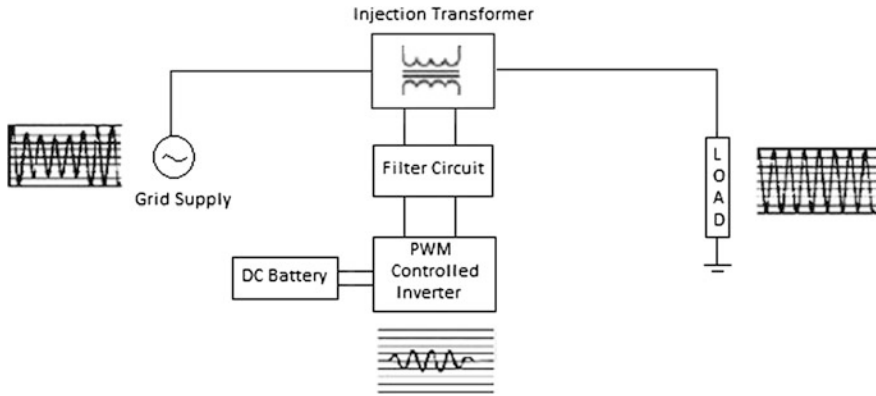 Injection Transformer
Filter Circuit
Grid Supply
L
O
A
D
DC Battery
PWM
Controlled
Inverter